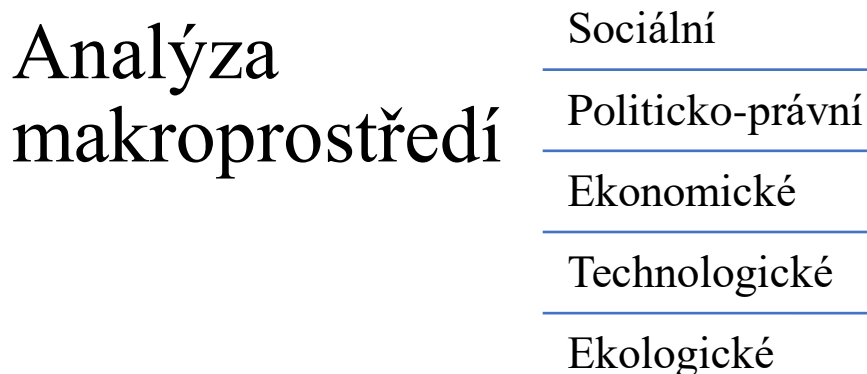 Analýza
makroprostředí
Sociální
Politicko-právní
Ekonomické
Technologické
Ekologické